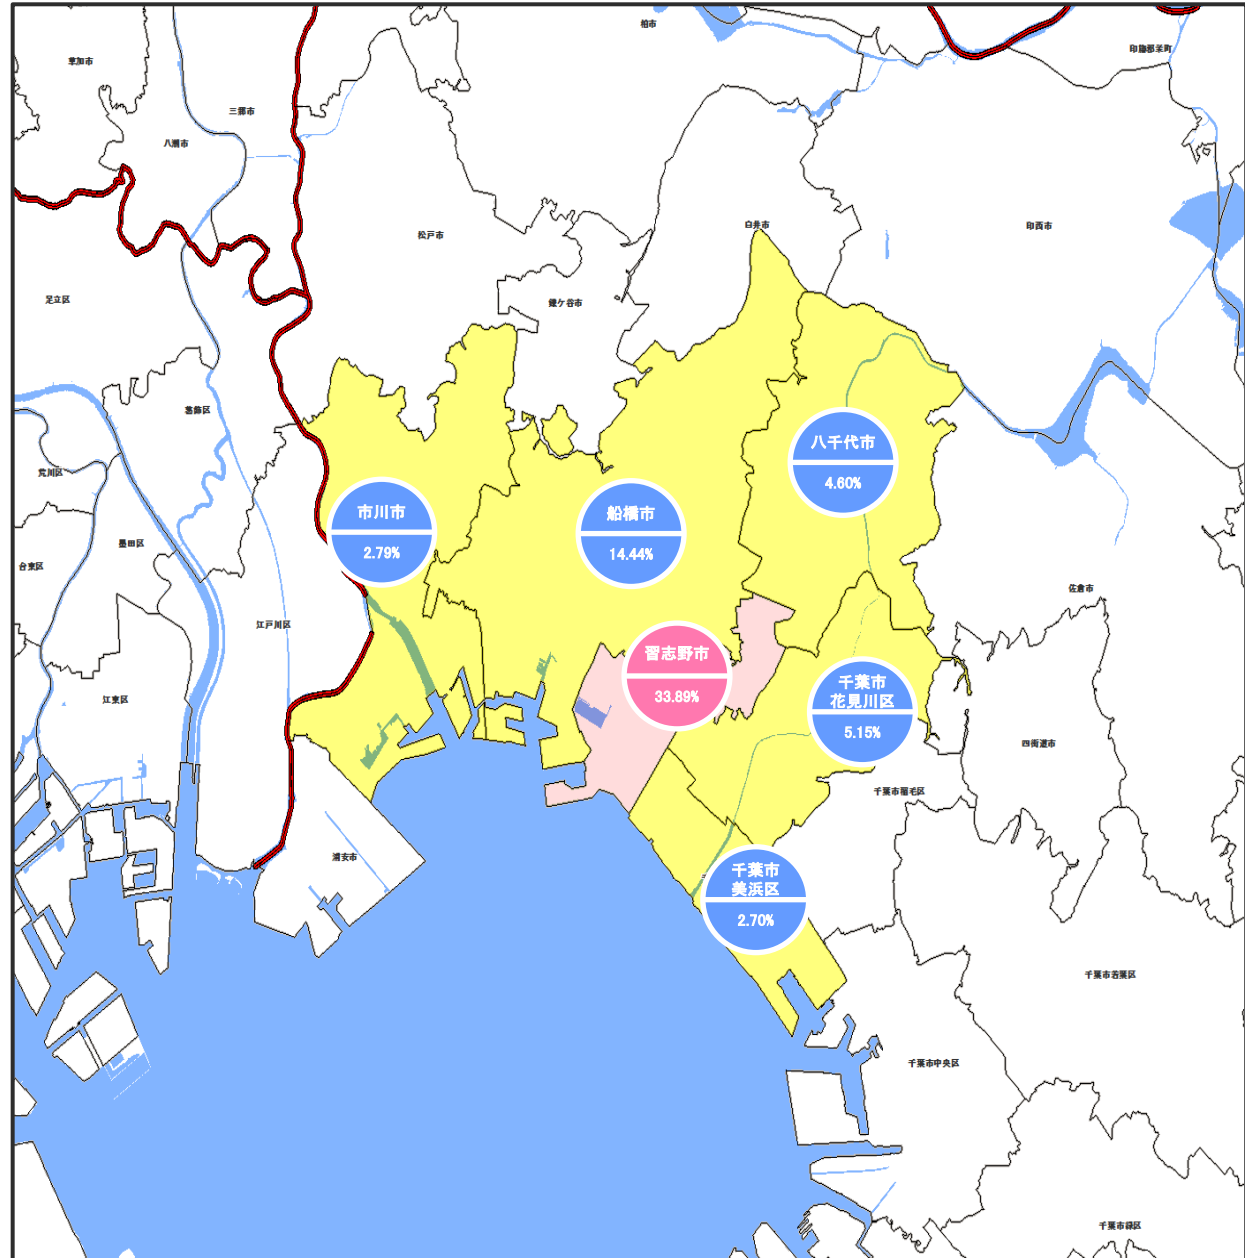 柏市
印旛郡栄町
草加市
三郷市
八潮市
白井市
印西市
松戸市
足立区
鎌ケ谷市
葛飾区
八千代市
4.60%
荒川区
市川市
2.79%
船橋市
14.44%
墨田区
台東区
佐倉市
江戸川区
習志野市
33.89%
江東区
千葉市
花見川区
5.15%
四街道市
千葉市稲毛区
浦安市
千葉市
美浜区
2.70%
千葉市若葉区
千葉市中央区
千葉市緑区